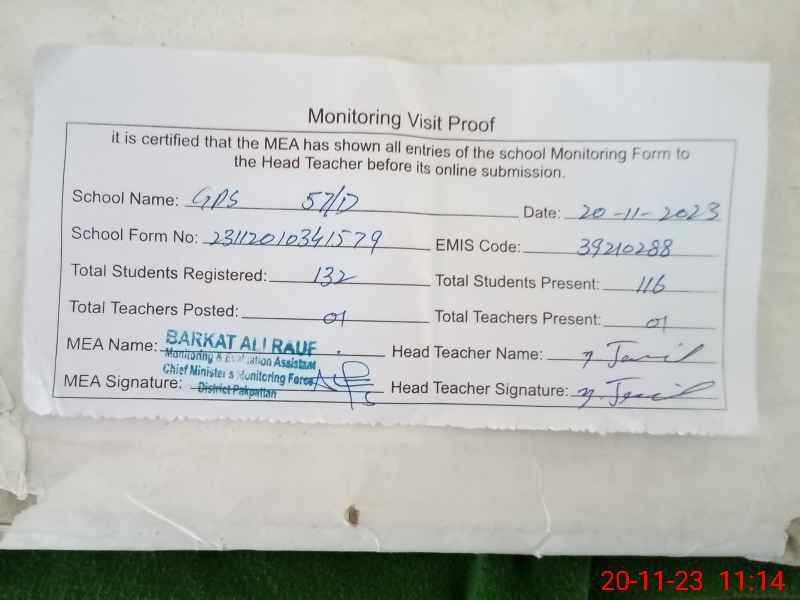 Monitoring Visit Proof
it is certified that the MEA has shown all entries of the school Monitoring Form to
the Head Teacher before its online submission.
School Name: GPS 57/D Date: 20-11-2023
School Form No: 23112010341579 EMIS Code: 39210288
Total Students Registered: 132 Total Students Present: 116
Total Teachers Posted: 01 Total Teachers Present: 01
MEA Name: BARKAT ALI RAUF Head Teacher Name: M Jamil
Monitoring & Evaluation Assistant
Chief Minister's Monitoring Force
MEA Signature: District Pakpattan Head Teacher Signature: M. Jamil
20-11-23 11:14